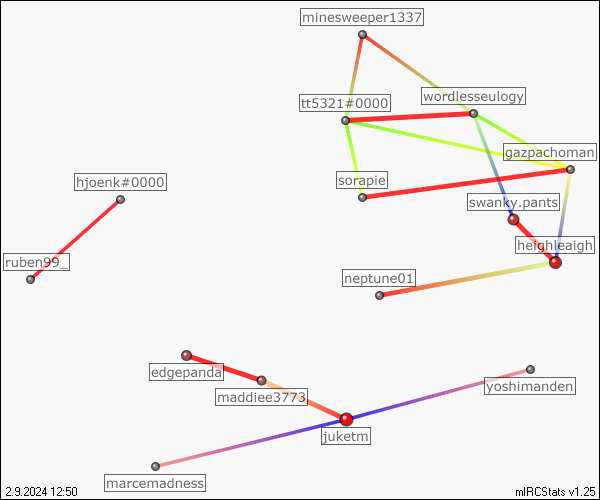 minesweeper1337
wordlesseulogy
tt5321#0000
gazpachoman
hjoenk#0000
sorapie
swanky.pants
heighleaigh
ruben99_
neptune01
edgepanda
yoshimanden
maddiee3773
juketm
marcemadness
2.9.2024 12:50
mIRCStats v1.25